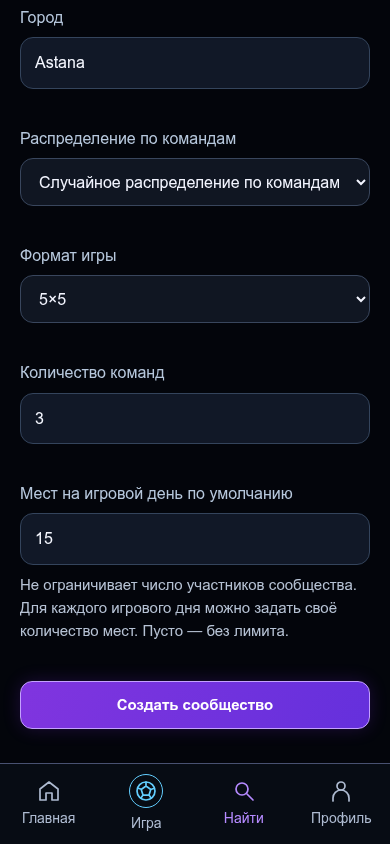 Город
Astana
Распределение по командам
Случайное распределение по командам
Формат игры
5×5
Количество команд
3
Мест на игровой день по умолчанию
15
Не ограничивает число участников сообщества.
Для каждого игрового дня можно задать своё
количество мест. Пусто — без лимита.
Создать сообщество
Главная
Игра
Найти
Профиль